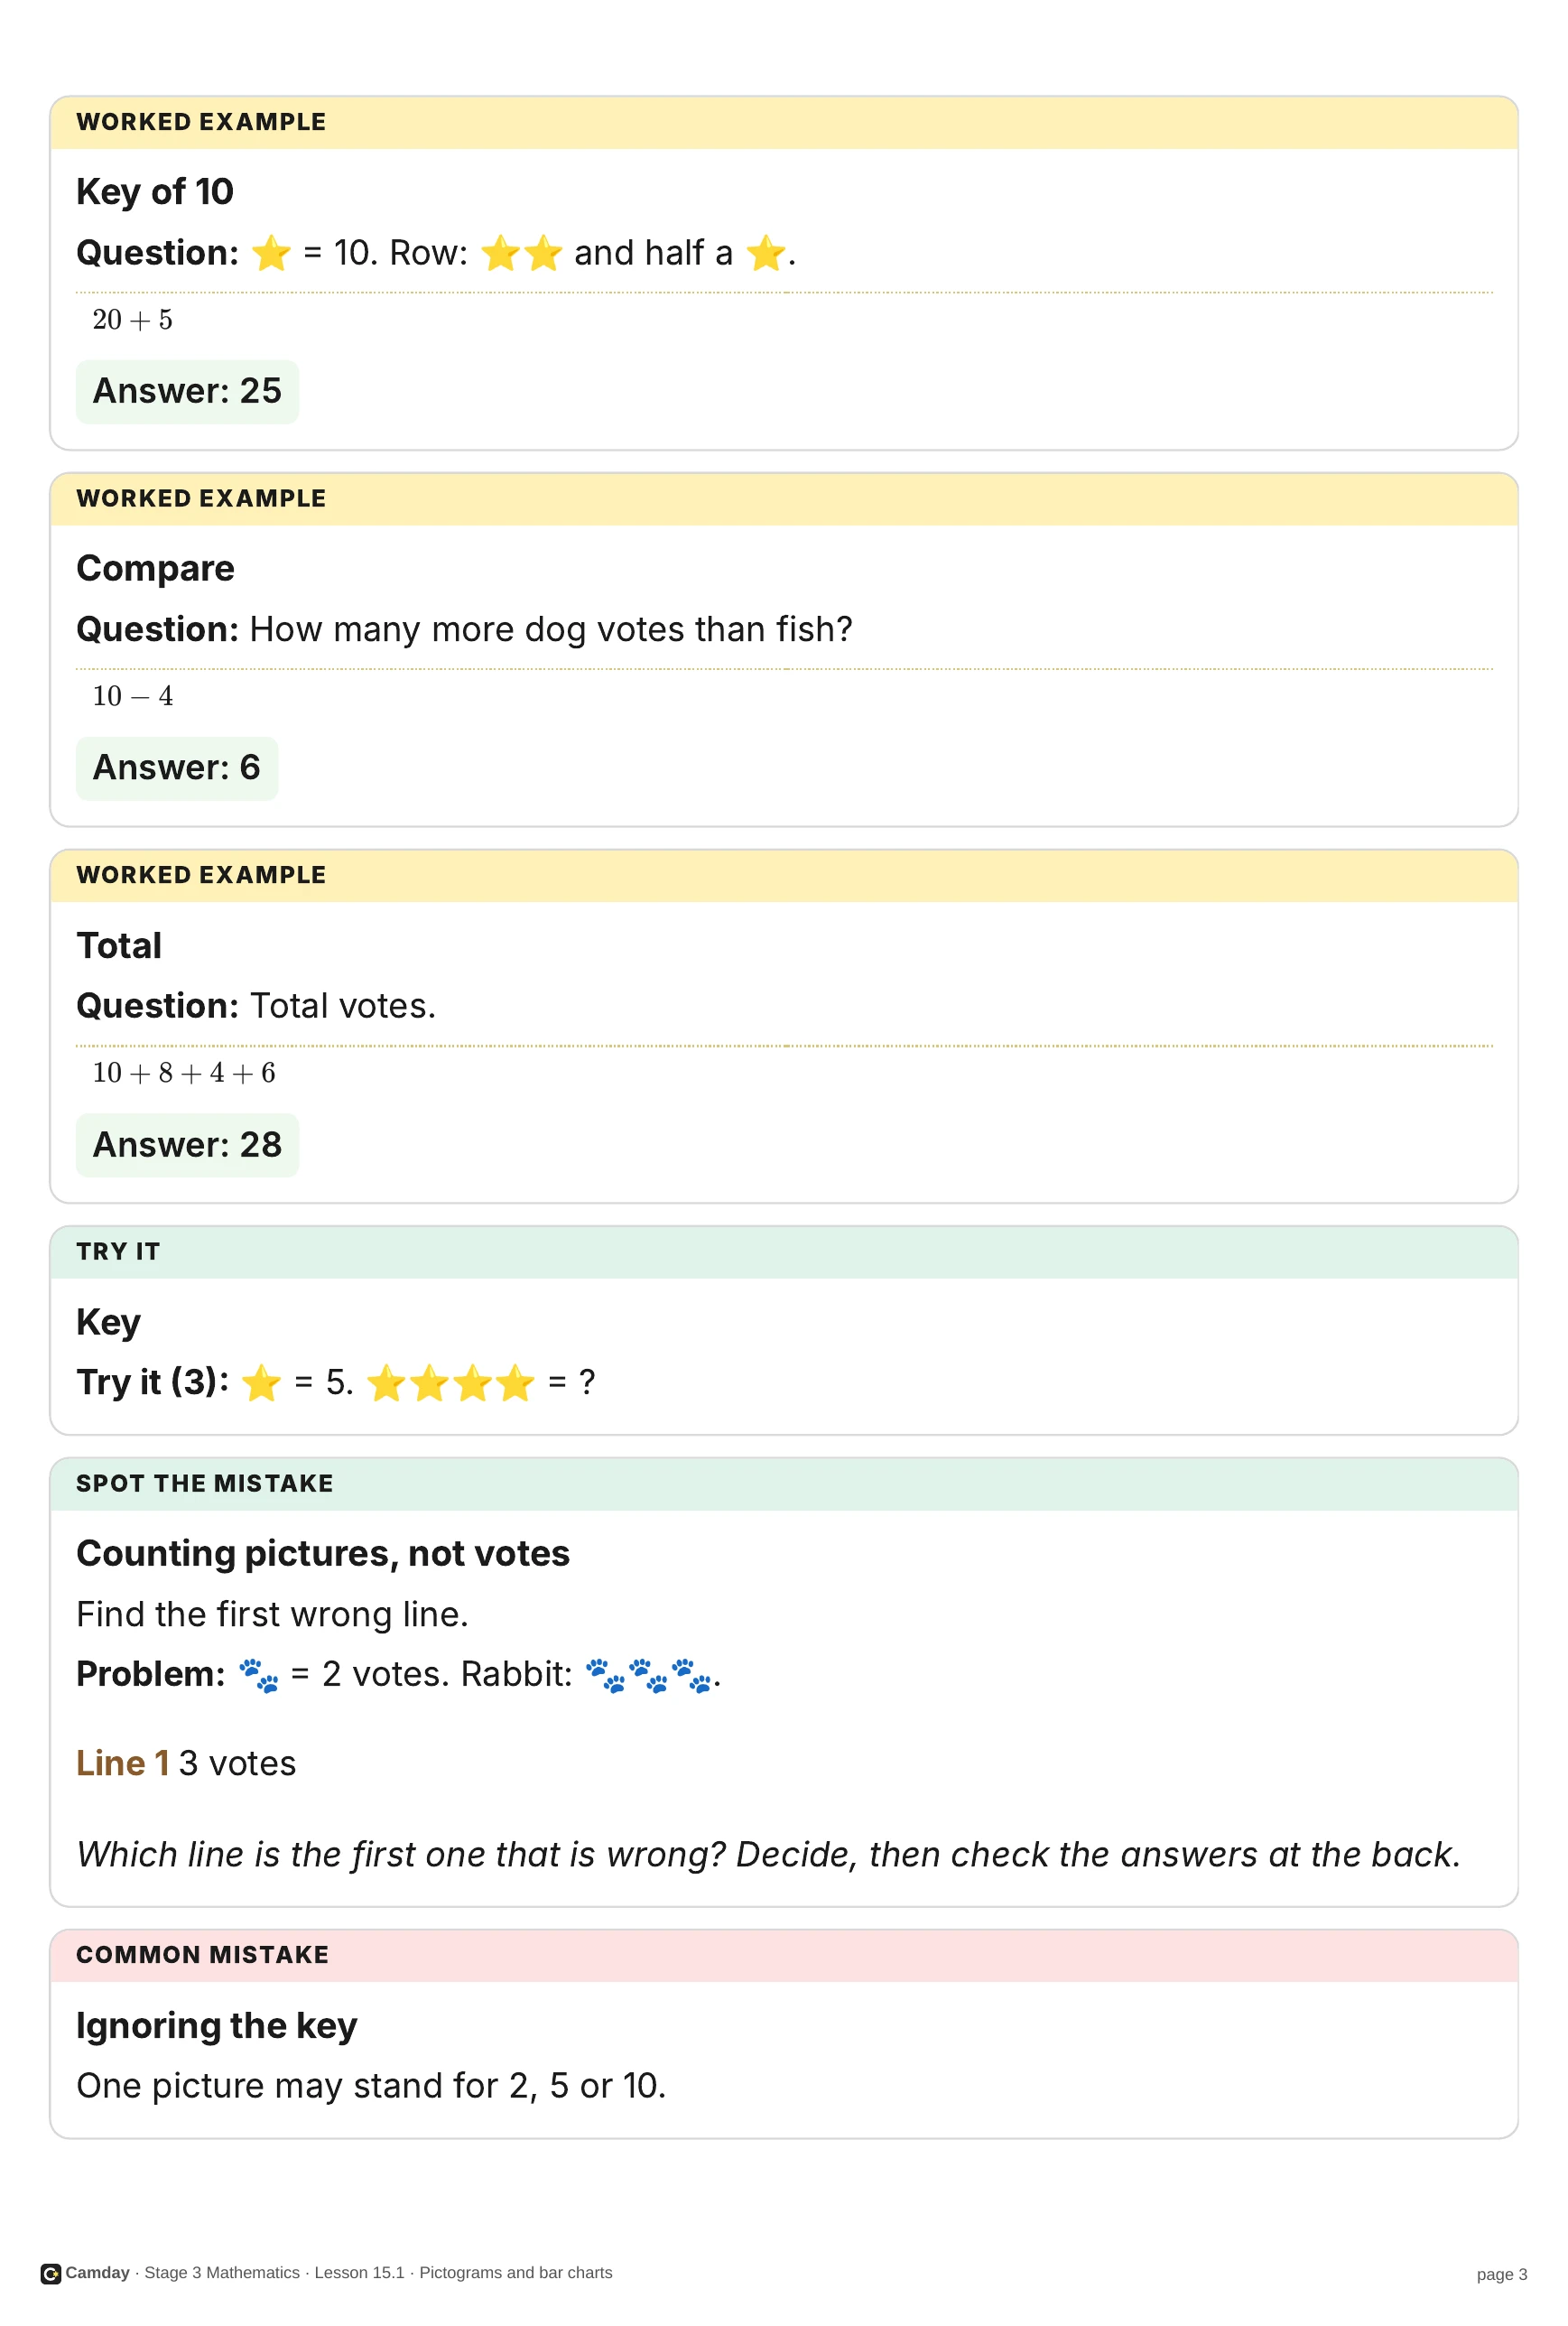 WORKED EXAMPLE
Key of 10
Question: ⭐ = 10. Row: ⭐⭐ and half a ⭐.
20 + 5
Answer: 25
WORKED EXAMPLE
Compare
Question: How many more dog votes than fish?
10 − 4
Answer: 6
WORKED EXAMPLE
Total
Question: Total votes.
10 + 8 + 4 + 6
Answer: 28
TRY IT
Key
Try it (3): ⭐ = 5. ⭐⭐⭐⭐ = ?
SPOT THE MISTAKE
Counting pictures, not votes
Find the first wrong line.
Problem: 🐾 = 2 votes. Rabbit: 🐾🐾🐾.
Line 1 3 votes
Which line is the first one that is wrong? Decide, then check the answers at the back.
COMMON MISTAKE
Ignoring the key
One picture may stand for 2, 5 or 10.
Camday · Stage 3 Mathematics · Lesson 15.1 · Pictograms and bar charts
page 3